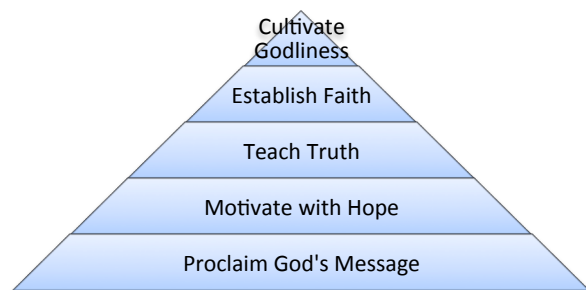 Cultivate
Godliness
Establish Faith
Teach Truth
Motivate with Hope
Proclaim God's Message